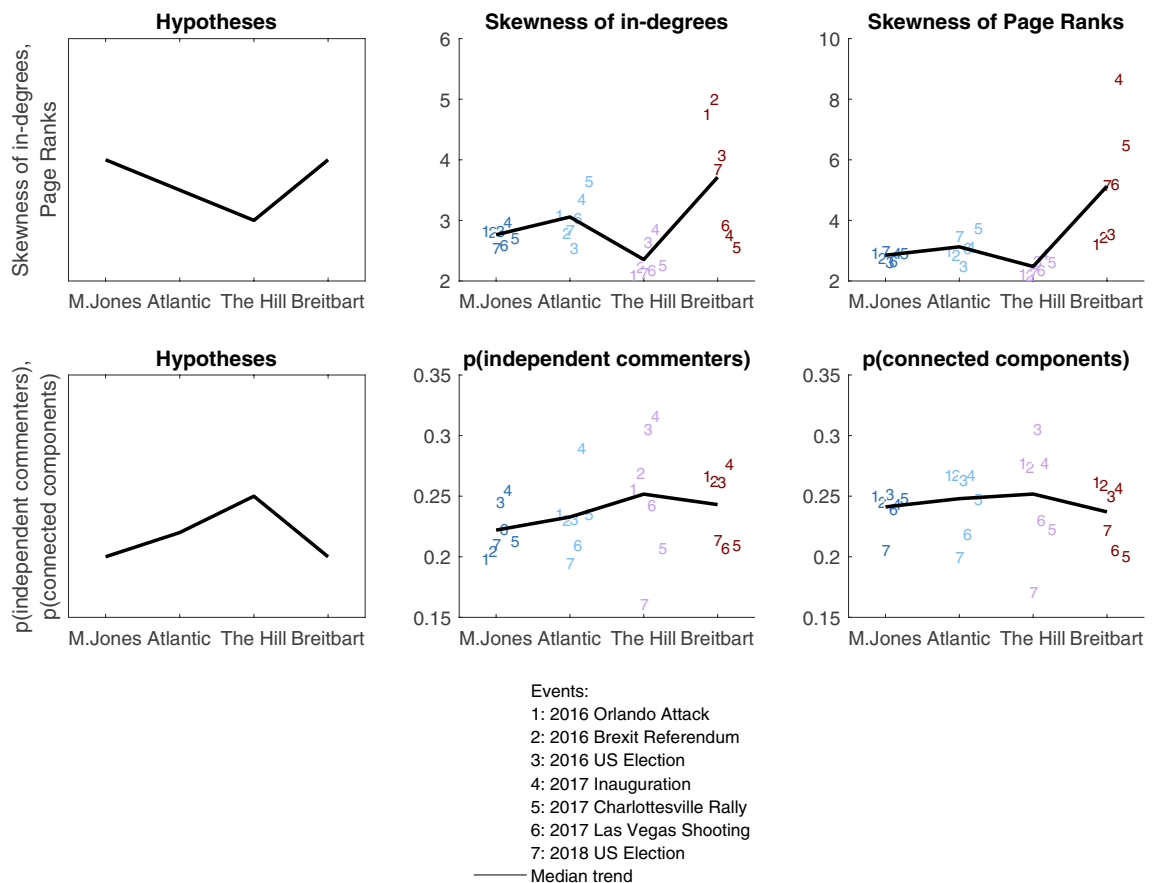 Hypotheses
Skewness of in-degrees,
Page Ranks
M.Jones Atlantic The Hill Breitbart
Skewness of in-degrees
6
5
4
3
2
M.Jones Atlantic The Hill Breitbart
Skewness of Page Ranks
10
8
6
4
2
M.Jones Atlantic The Hill Breitbart
Hypotheses
p(independent commenters),
p(connected components)
M.Jones Atlantic The Hill Breitbart
p(independent commenters)
0.35
0.3
0.25
0.2
0.15
M.Jones Atlantic The Hill Breitbart
p(connected components)
0.35
0.3
0.25
0.2
0.15
M.Jones Atlantic The Hill Breitbart
Events:
1: 2016 Orlando Attack
2: 2016 Brexit Referendum
3: 2016 US Election
4: 2017 Inauguration
5: 2017 Charlottesville Rally
6: 2017 Las Vegas Shooting
7: 2018 US Election
Median trend